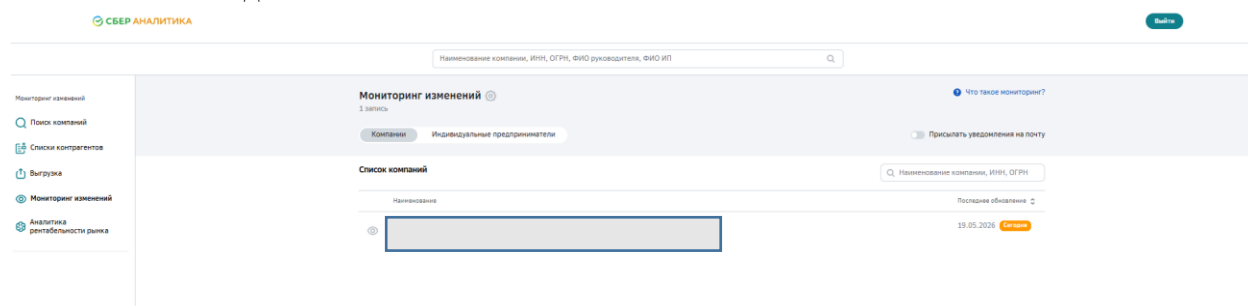 СБЕР АНАЛИТИКА
Выйти
Наименование компании, ИНН, ОГРН, ФИО руководителя, ФИО ИП
Мониторинг изменений
Поиск компаний
Списки контрагентов
Выгрузка
Мониторинг изменений
Аналитика
рентабельности рынка
Мониторинг изменений
Что такое мониторинг?
1 запись
Компании Индивидуальные предприниматели
Присылать уведомления на почту
Список компаний
Наименование компании, ИНН, ОГРН
Наименование
Последнее обновление
19.05.2026 Сегодня